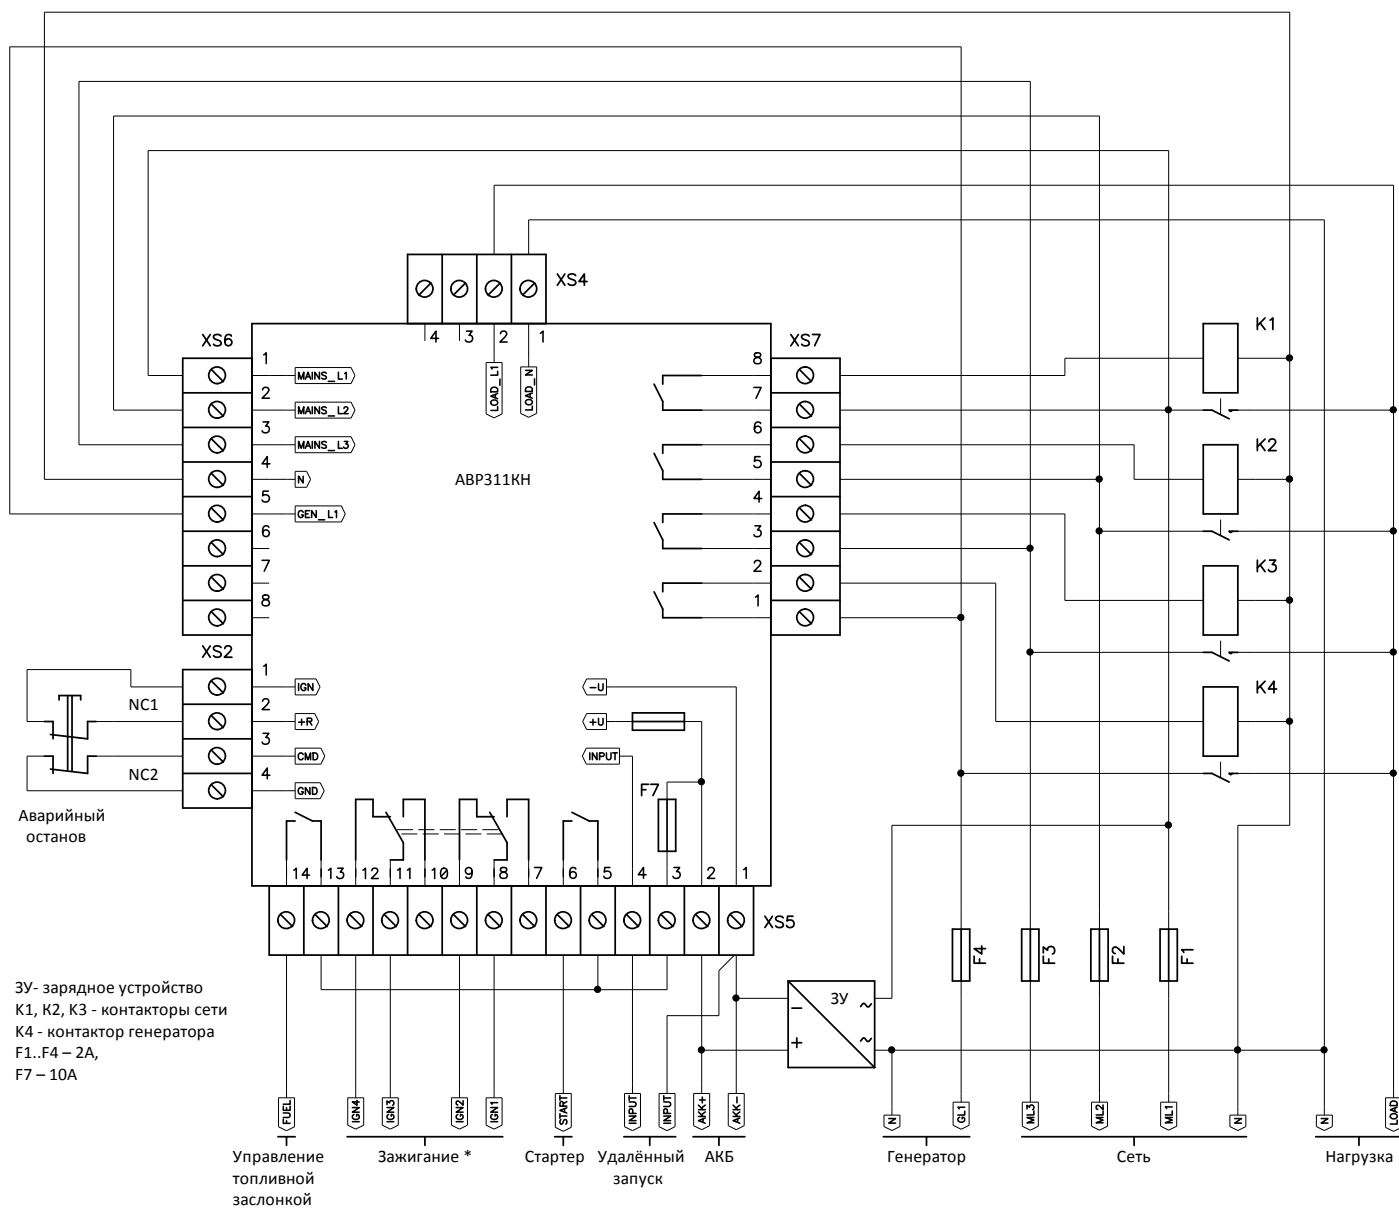 XS4
4 3 2 1
LOAD_L1
LOAD_N
XS6
1
MAINS_L1
2
MAINS_L2
3
MAINS_L3
4
N
5
GEN_L1
6
7
8
АВР311КН
XS7
8
7
6
5
4
3
2
1
K1
K2
K3
K4
XS2
1
IGN
NC1
2
+R
3
CMD
NC2
4
GND
Аварийный
останов
-U
+U
INPUT
F7
14 13 12 11 10 9 8 7 6 5 4 3 2 1
XS5
F4
F3
F2
F1
ЗУ
− ~
+ ~
ЗУ- зарядное устройство
K1, K2, K3 - контакторы сети
K4 - контактор генератора
F1..F4 – 2A,
F7 – 10A
FUEL
IGN4
IGN3
IGN2
IGN1
START
INPUT
INPUT
AKK+
AKK−
N
GL1
ML3
ML2
ML1
N
N
LOAD
Управление
топливной
заслонкой
Зажигание *
Стартер
Удалённый
запуск
АКБ
Генератор
Сеть
Нагрузка